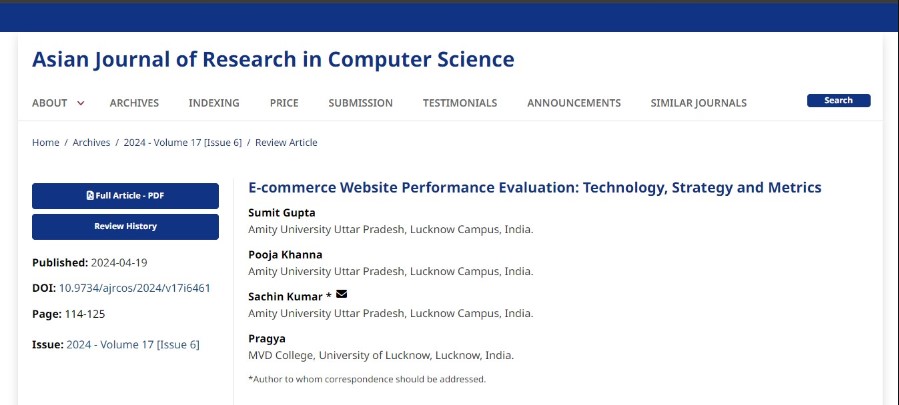 Asian Journal of Research in Computer Science
ABOUT ARCHIVES INDEXING PRICE SUBMISSION TESTIMONIALS ANNOUNCEMENTS SIMILAR JOURNALS Search
Home / Archives / 2024 - Volume 17 [Issue 6] / Review Article
Full Article - PDF
Review History
Published: 2024-04-19
DOI: 10.9734/ajrcos/2024/v17i6461
Page: 114-125
Issue: 2024 - Volume 17 [Issue 6]
E-commerce Website Performance Evaluation: Technology, Strategy and Metrics
Sumit Gupta
Amity University Uttar Pradesh, Lucknow Campus, India.
Pooja Khanna
Amity University Uttar Pradesh, Lucknow Campus, India.
Sachin Kumar *
Amity University Uttar Pradesh, Lucknow Campus, India.
Pragya
MVD College, University of Lucknow, Lucknow, India.
*Author to whom correspondence should be addressed.